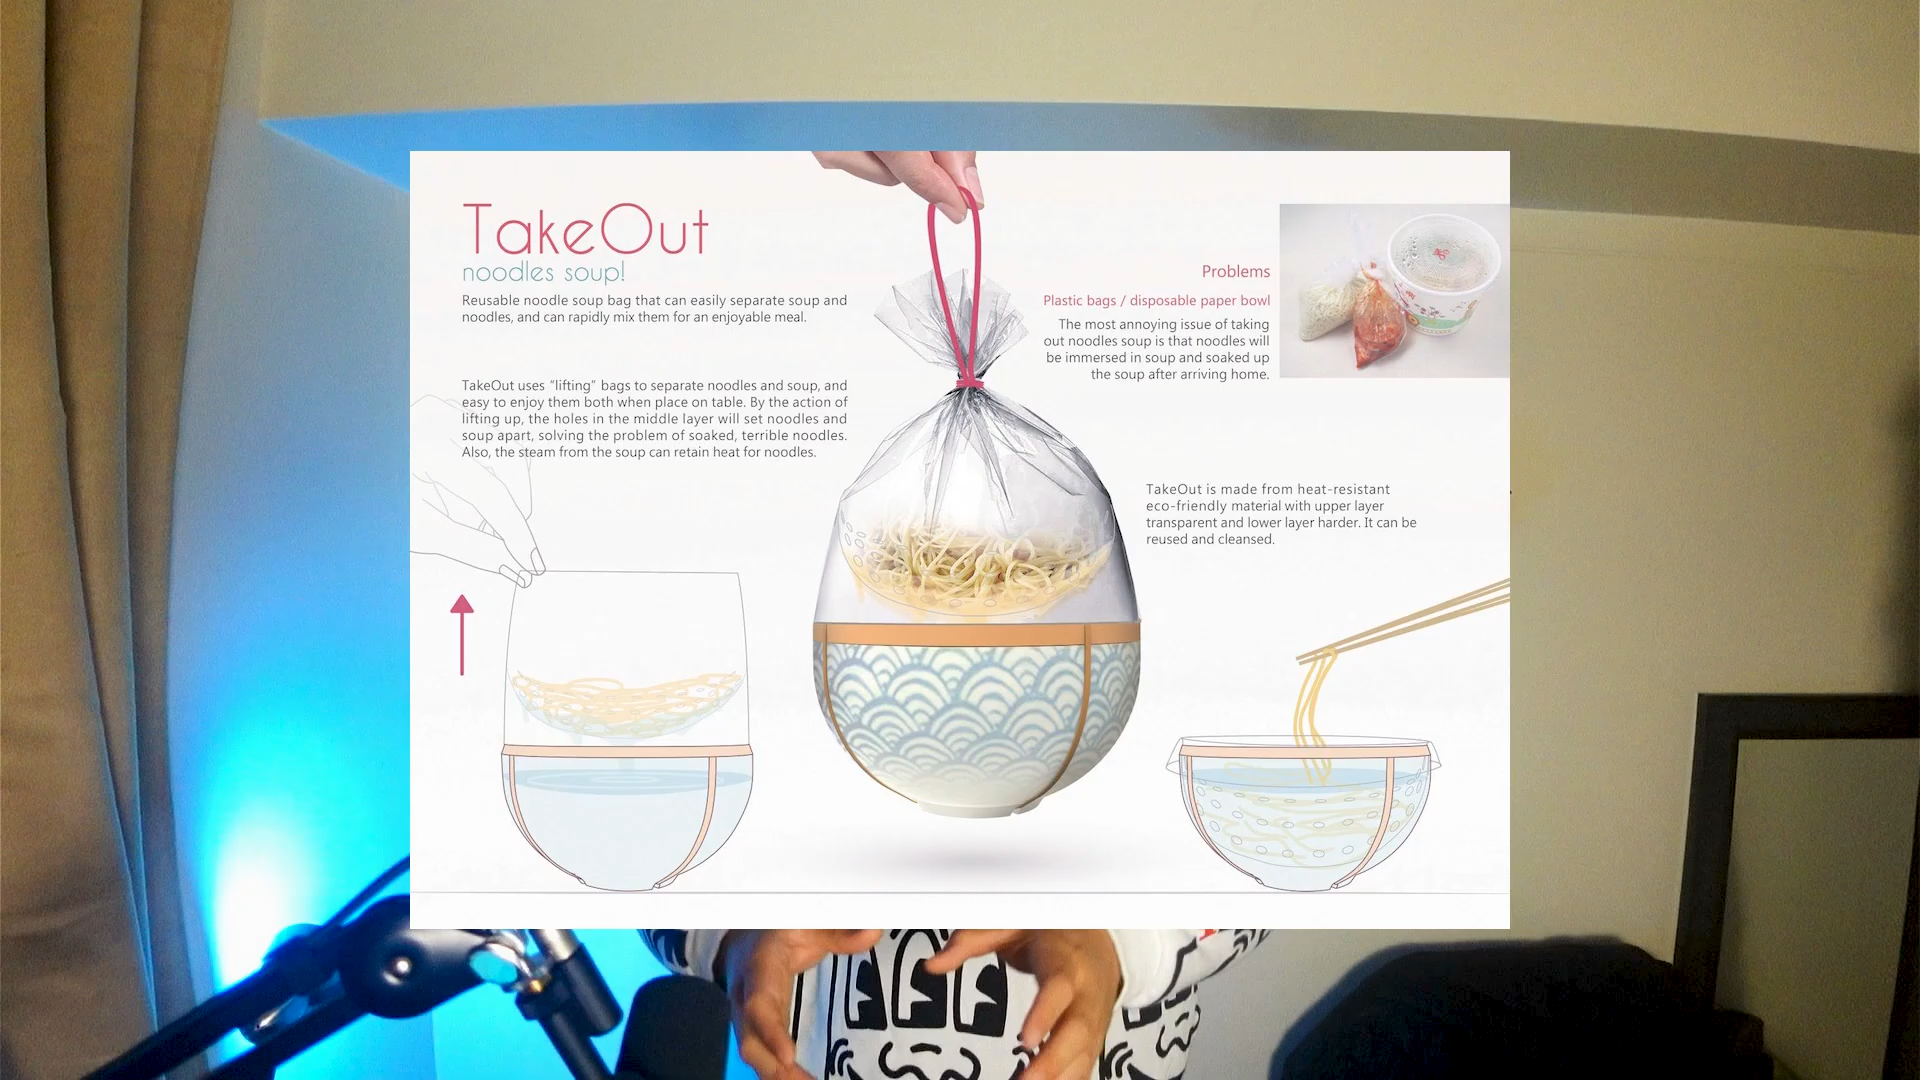 TakeOut
noodles soup!
Reusable noodle soup bag that can easily separate soup and
noodles, and can rapidly mix them for an enjoyable meal.
TakeOut uses “lifting” bags to separate noodles and soup, and
easy to enjoy them both when place on table. By the action of
lifting up, the holes in the middle layer will set noodles and
soup apart, solving the problem of soaked, terrible noodles.
Also, the steam from the soup can retain heat for noodles.
Problems
Plastic bags / disposable paper bowl
The most annoying issue of taking
out noodles soup is that noodles will
be immersed in soup and soaked up
the soup after arriving home.
TakeOut is made from heat-resistant
eco-friendly material with upper layer
transparent and lower layer harder. It can be
reused and cleansed.